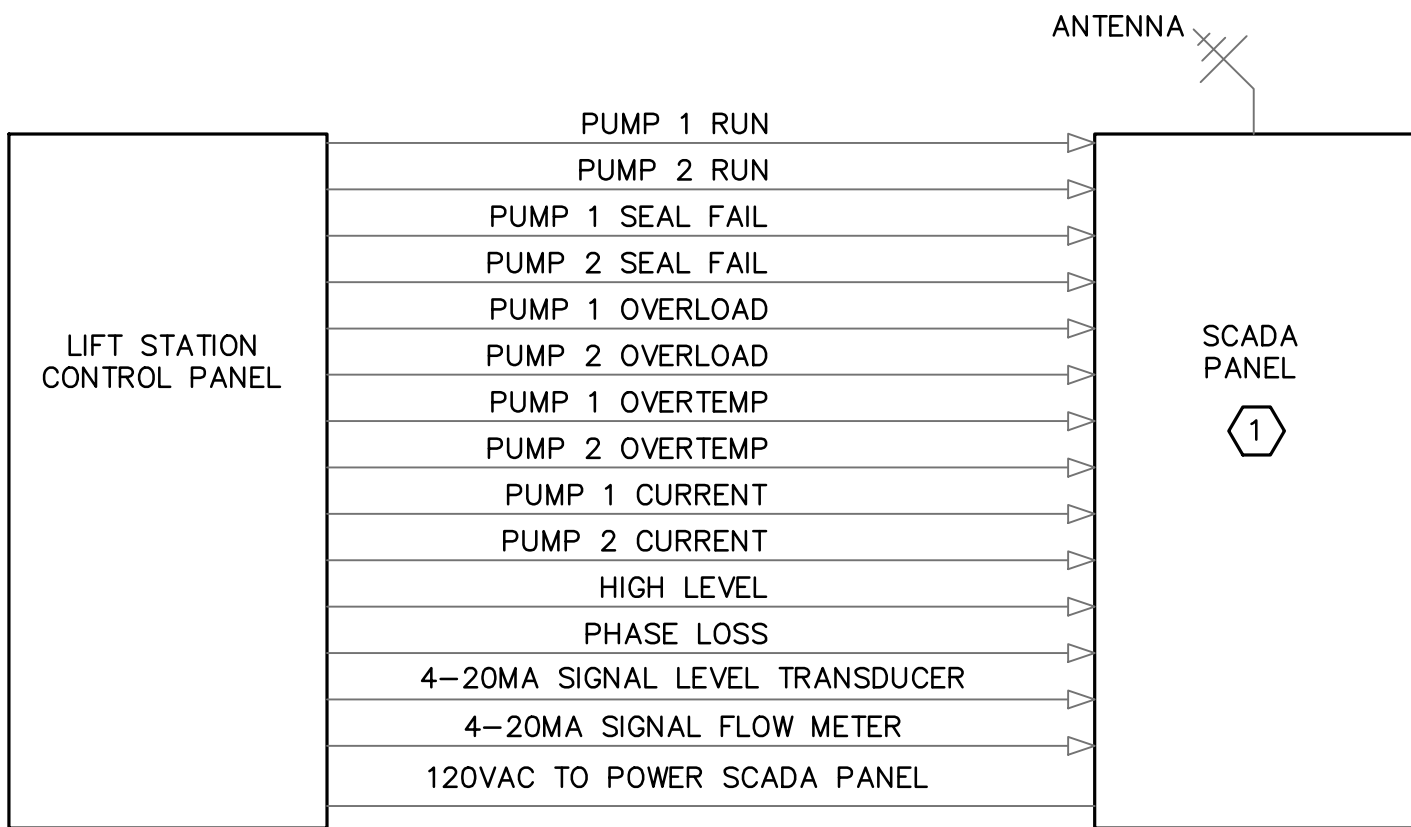 ANTENNA
PUMP 1 RUN
PUMP 2 RUN
PUMP 1 SEAL FAIL
PUMP 2 SEAL FAIL
PUMP 1 OVERLOAD
PUMP 2 OVERLOAD
PUMP 1 OVERTEMP
PUMP 2 OVERTEMP
PUMP 1 CURRENT
PUMP 2 CURRENT
HIGH LEVEL
PHASE LOSS
4-20MA SIGNAL LEVEL TRANSDUCER
4-20MA SIGNAL FLOW METER
120VAC TO POWER SCADA PANEL
LIFT STATION
CONTROL PANEL
SCADA
PANEL
1